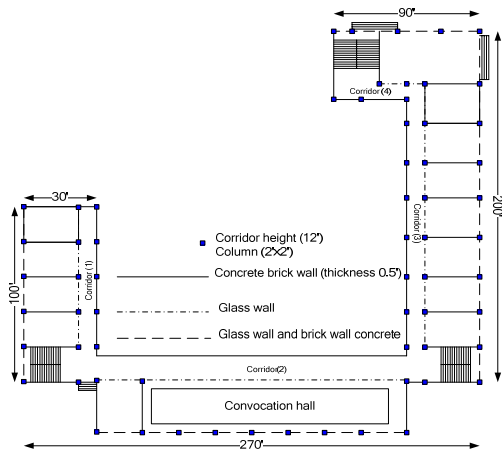 90'
Corridor (4)
30'
200'
Corridor (3)
Corridor height (12')
Column (2'×2')
Corridor (1)
Concrete brick wall (thickness 0.5')
100'
Glass wall
Glass wall and brick wall concrete
Corridor(2)
Convocation hall
270'